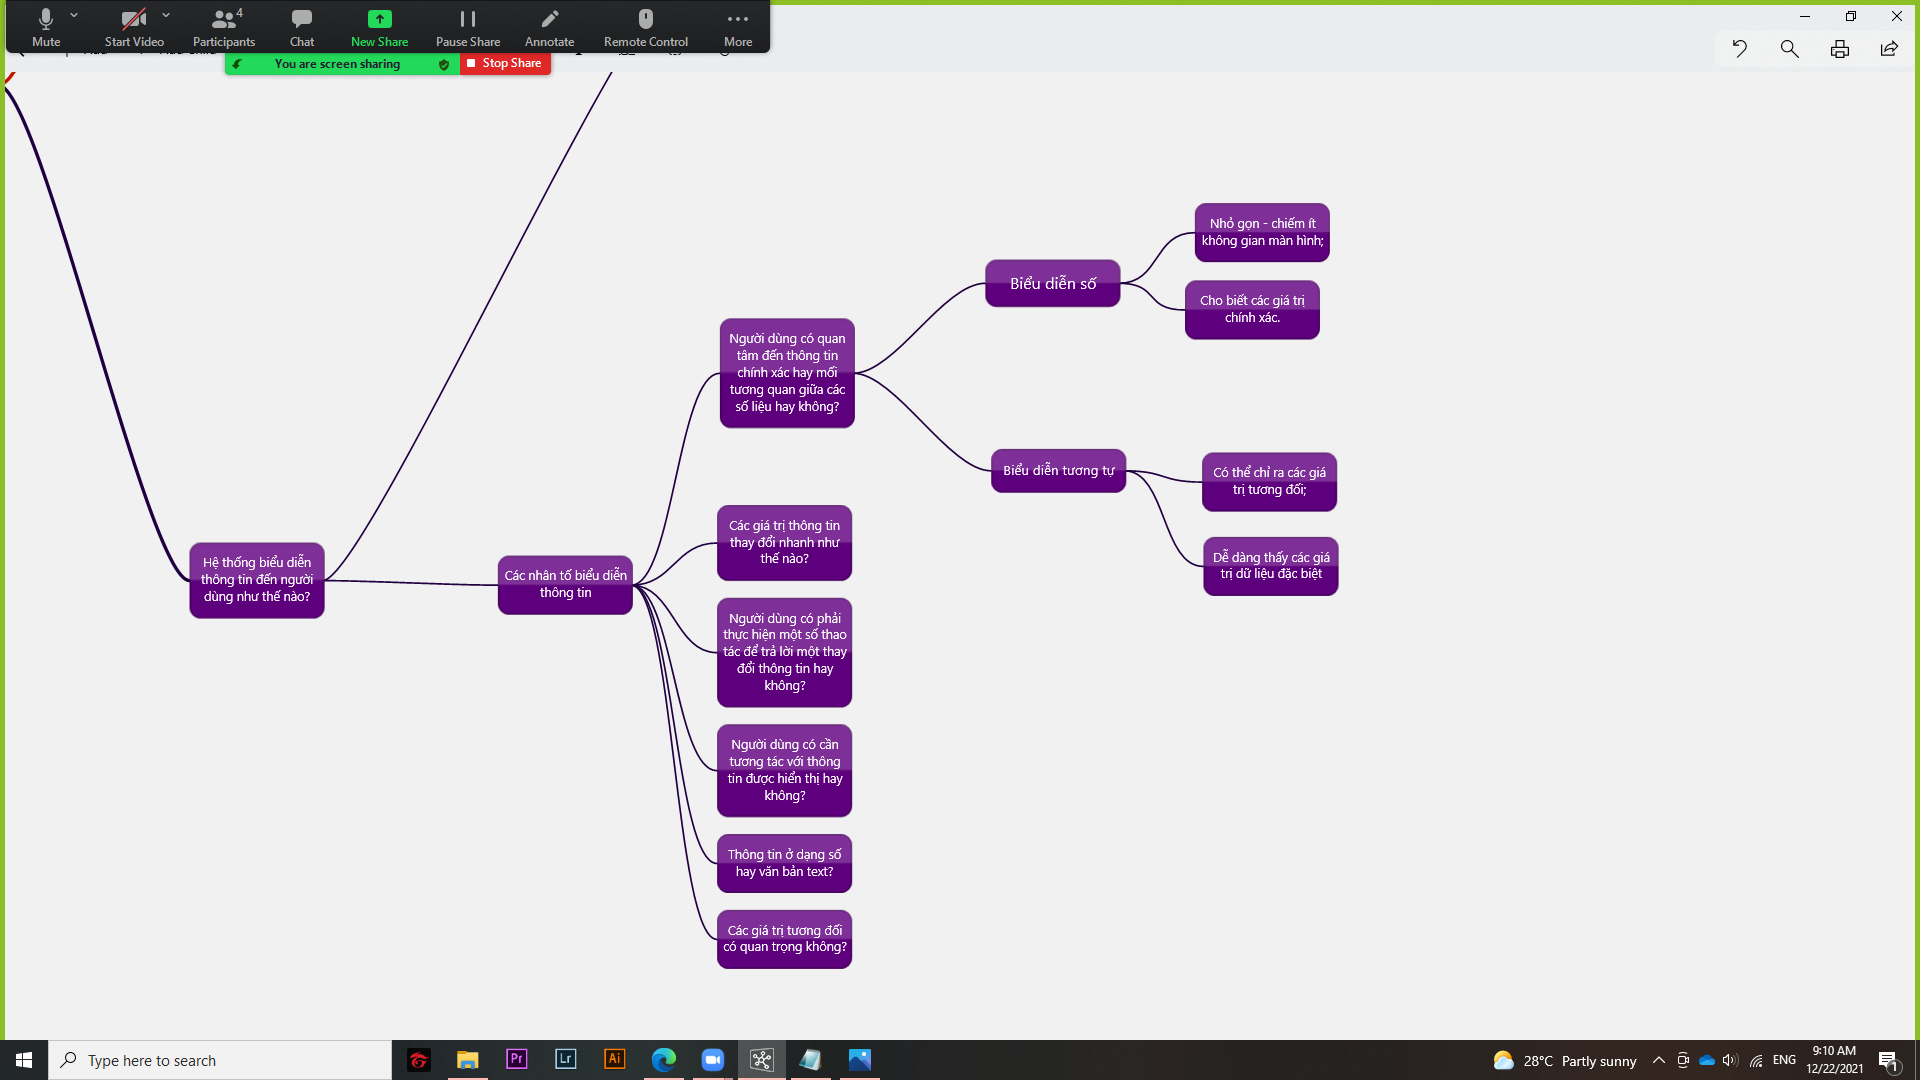 Mute
Start Video
Participants
4
Chat
New Share
Pause Share
Annotate
Remote Control
More
You are screen sharing
Stop Share
Nhỏ gọn - chiếm ít
không gian màn hình;
Biểu diễn số
Cho biết các giá trị
chính xác.
Người dùng có quan
tâm đến thông tin
chính xác hay mối
tương quan giữa các
số liệu hay không?
Biểu diễn tương tự
Có thể chỉ ra các giá
trị tương đối;
Dễ dàng thấy các giá
trị dữ liệu đặc biệt
Hệ thống biểu diễn
thông tin đến người
dùng như thế nào?
Các nhân tố biểu diễn
thông tin
Các giá trị thông tin
thay đổi nhanh như
thế nào?
Người dùng có phải
thực hiện một số thao
tác để trả lời một thay
đổi thông tin hay
không?
Người dùng có cần
tương tác với thông
tin được hiển thị hay
không?
Thông tin ở dạng số
hay văn bản text?
Các giá trị tương đối
có quan trọng không?
Type here to search
Pr
Lr
Ai
28°C Partly sunny
ENG
9:10 AM
12/22/2021
1